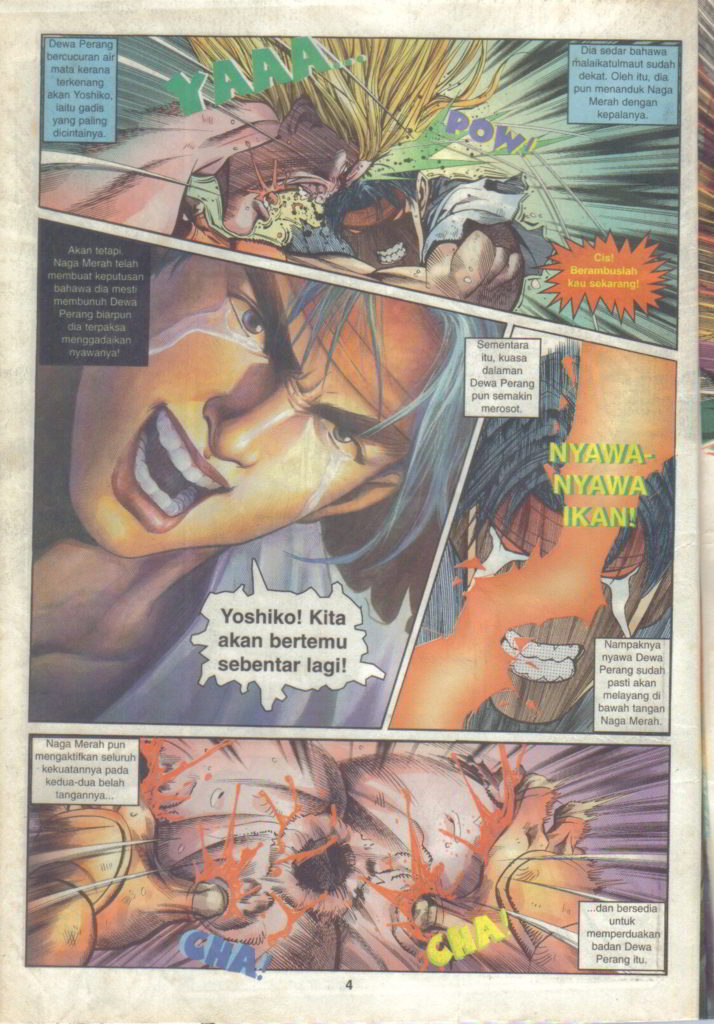 Dewa Perang
bercucuran air
mata kerana
terkenang
akan Yoshiko,
iaitu gadis
yang paling
dicintainya.
YAAA...
POW!
Dia sedar bahawa
malaikatulmaut sudah
dekat. Oleh itu, dia
pun menanduk Naga
Merah dengan
kepalanya.
Cis!
Berambuslah
kau sekarang!
Akan tetapi,
Naga Merah telah
membuat keputusan
bahawa dia mesti
membunuh Dewa
Perang biarpun
dia terpaksa
menggadaikan
nyawanya!
Yoshiko! Kita
akan bertemu
sebentar lagi!
Sementara
itu, kuasa
dalaman
Dewa Perang
pun semakin
merosot.
NYAWA-
NYAWA
IKAN!
Nampaknya
nyawa Dewa
Perang sudah
pasti akan
melayang di
bawah tangan
Naga Merah.
Naga Merah pun
mengaktifkan seluruh
kekuatannya pada
kedua-dua belah
tangannya...
CHA!
CHA!
...dan bersedia
untuk
memperduakan
badan Dewa
Perang itu.
4